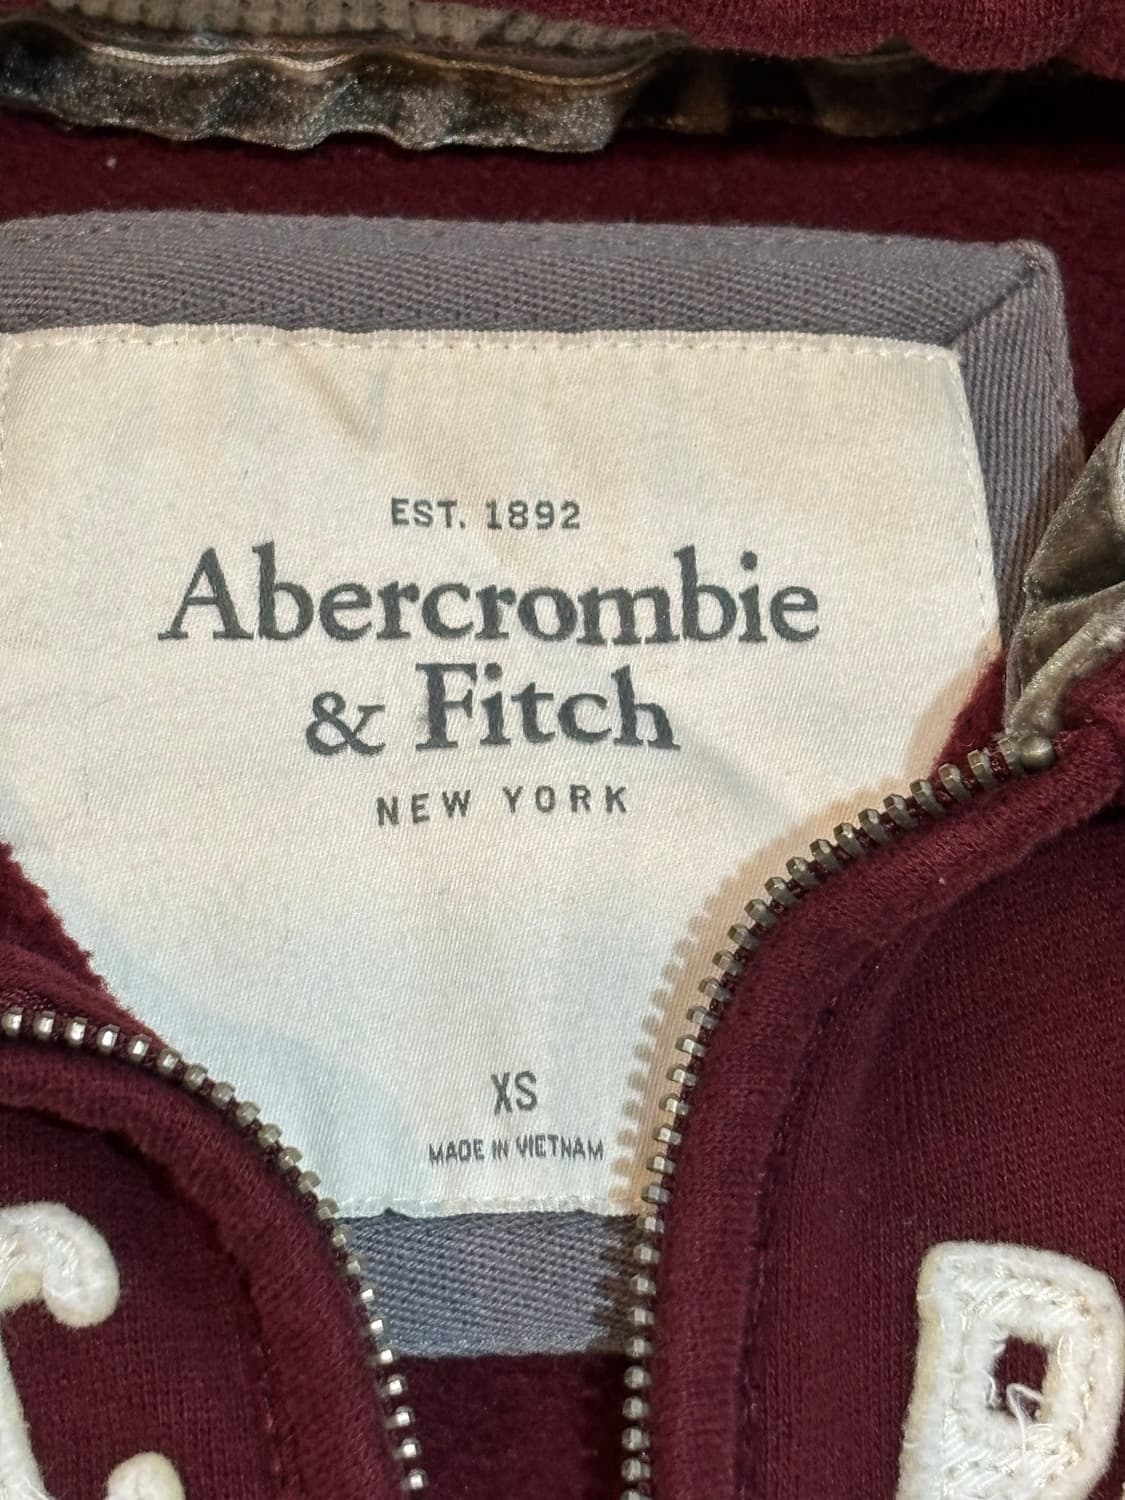 EST. 1892
Abercrombie
& Fitch
NEW YORK
XS
MADE IN VIETNAM